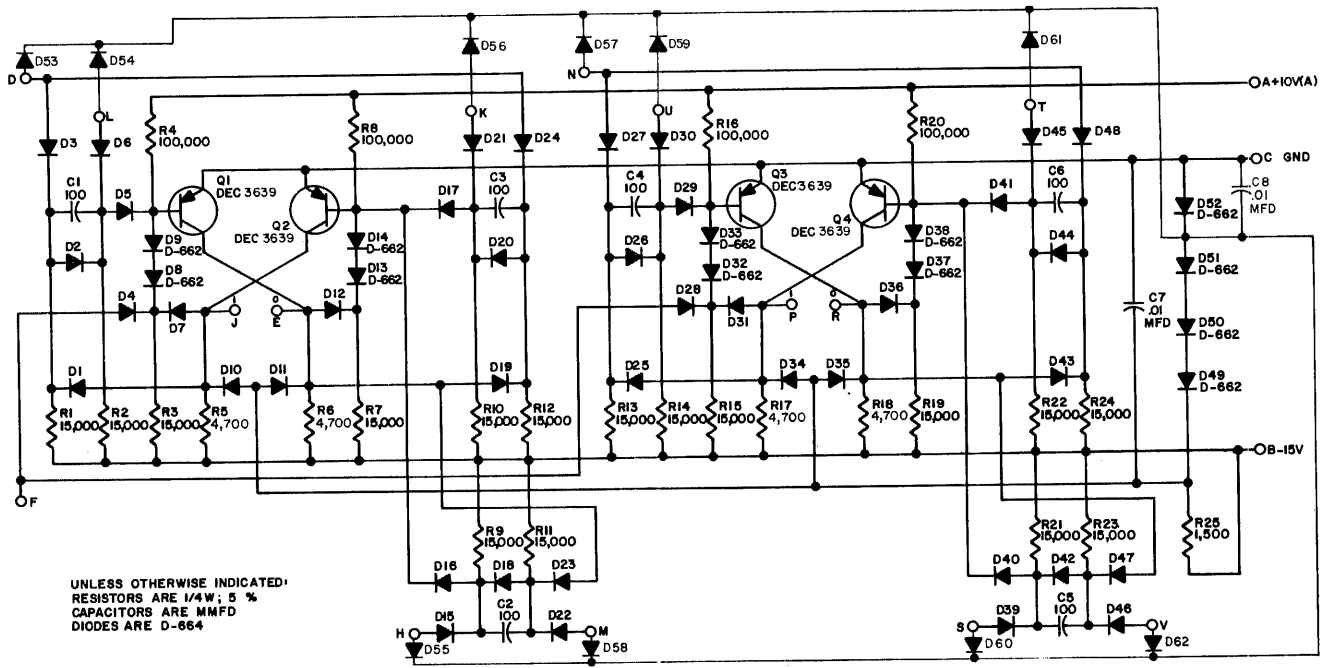 D53
D54
D56
D57
D59
D61
D
N
A+10V(A)
L
R4
100,000
R8
100,000
K
U
R16
100,000
R20
100,000
T
D3
D6
D21
D24
D27
D30
D45
D48
C GND
C1
100
D5
Q1
DEC 3639
D17
C3
100
C4
100
D29
Q3
DEC3639
D41
C6
100
C8
.01
MFD
D52
D-662
Q2
DEC 3639
Q4
DEC 3639
D9
D-662
D14
D-662
D33
D-662
D38
D-662
D2
D20
D26
D44
D8
D-662
D13
D-662
D32
D-662
D37
D-662
D51
D-662
D4
D7
1
J
0
E
D12
D28
D31
1
P
0
R
D36
C7
.01
MFD
D50
D-662
D1
D10
D11
D19
D25
D34
D35
D43
D49
D-662
R1
15,000
R2
15,000
R3
15,000
R5
4,700
R6
4,700
R7
15,000
R10
15,000
R12
15,000
R13
15,000
R14
15,000
R15
15,000
R17
4,700
R18
4,700
R19
15,000
R22
15,000
R24
15,000
B-15V
F
R9
15,000
R11
15,000
R21
15,000
R23
15,000
R25
1,500
D16
D18
D23
D40
D42
D47
UNLESS OTHERWISE INDICATED:
RESISTORS ARE 1/4W; 5 %
CAPACITORS ARE MMFD
DIODES ARE D-664
H
D15
C2
100
D22
M
S
D39
C5
100
D46
V
D55
D58
D60
D62